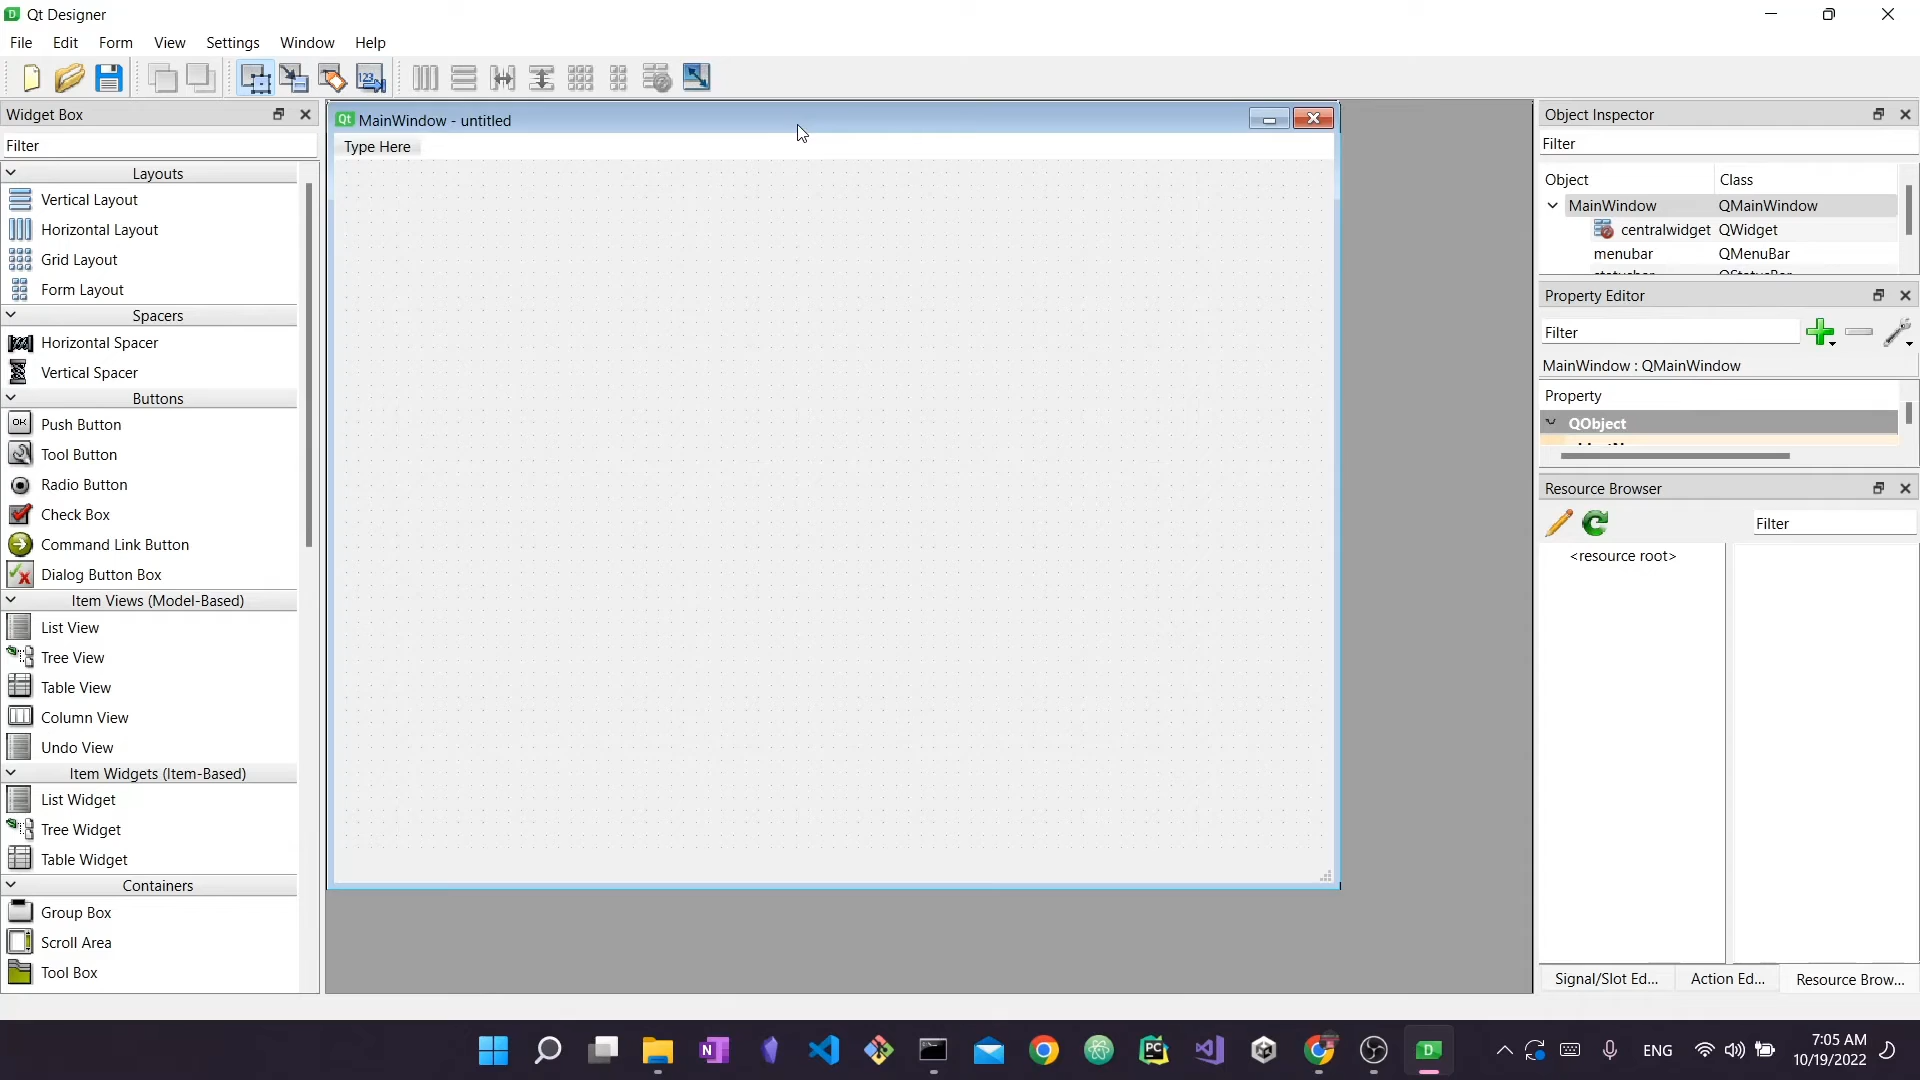 Qt Designer
File Edit Form View Settings Window Help
Widget Box
Filter
Layouts
Vertical Layout
Horizontal Layout
Grid Layout
Form Layout
Spacers
Horizontal Spacer
Vertical Spacer
Buttons
Push Button
Tool Button
Radio Button
Check Box
Command Link Button
Dialog Button Box
Item Views (Model-Based)
List View
Tree View
Table View
Column View
Undo View
Item Widgets (Item-Based)
List Widget
Tree Widget
Table Widget
Containers
Group Box
Scroll Area
Tool Box
MainWindow - untitled
Type Here
Object Inspector
Filter
Object Class
MainWindow QMainWindow
centralwidget QWidget
menubar QMenuBar
Property Editor
Filter
MainWindow : QMainWindow
Property
QObject
Resource Browser
Filter
<resource root>
Signal/Slot Ed... Action Ed... Resource Brow...
ENG
7:05 AM
10/19/2022